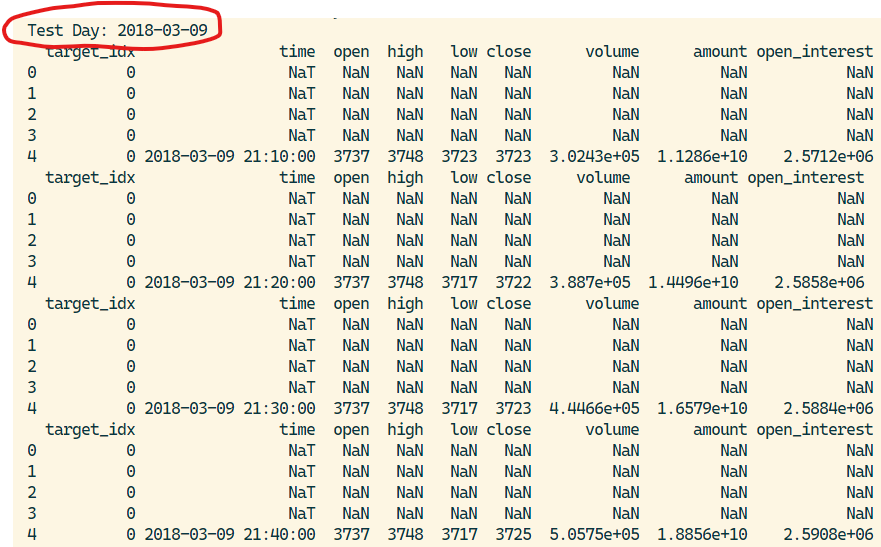 Test Day: 2018-03-09
target_idx time open high low close volume amount open_interest
0 0 NaT NaN NaN NaN NaN NaN NaN NaN
1 0 NaT NaN NaN NaN NaN NaN NaN NaN
2 0 NaT NaN NaN NaN NaN NaN NaN NaN
3 0 NaT NaN NaN NaN NaN NaN NaN NaN
4 0 2018-03-09 21:10:00 3737 3748 3723 3723 3.0243e+05 1.1286e+10 2.5712e+06
target_idx time open high low close volume amount open_interest
0 0 NaT NaN NaN NaN NaN NaN NaN NaN
1 0 NaT NaN NaN NaN NaN NaN NaN NaN
2 0 NaT NaN NaN NaN NaN NaN NaN NaN
3 0 NaT NaN NaN NaN NaN NaN NaN NaN
4 0 2018-03-09 21:20:00 3737 3748 3717 3722 3.887e+05 1.4496e+10 2.5858e+06
target_idx time open high low close volume amount open_interest
0 0 NaT NaN NaN NaN NaN NaN NaN NaN
1 0 NaT NaN NaN NaN NaN NaN NaN NaN
2 0 NaT NaN NaN NaN NaN NaN NaN NaN
3 0 NaT NaN NaN NaN NaN NaN NaN NaN
4 0 2018-03-09 21:30:00 3737 3748 3717 3723 4.4466e+05 1.6579e+10 2.5884e+06
target_idx time open high low close volume amount open_interest
0 0 NaT NaN NaN NaN NaN NaN NaN NaN
1 0 NaT NaN NaN NaN NaN NaN NaN NaN
2 0 NaT NaN NaN NaN NaN NaN NaN NaN
3 0 NaT NaN NaN NaN NaN NaN NaN NaN
4 0 2018-03-09 21:40:00 3737 3748 3717 3725 5.0575e+05 1.8856e+10 2.5908e+06